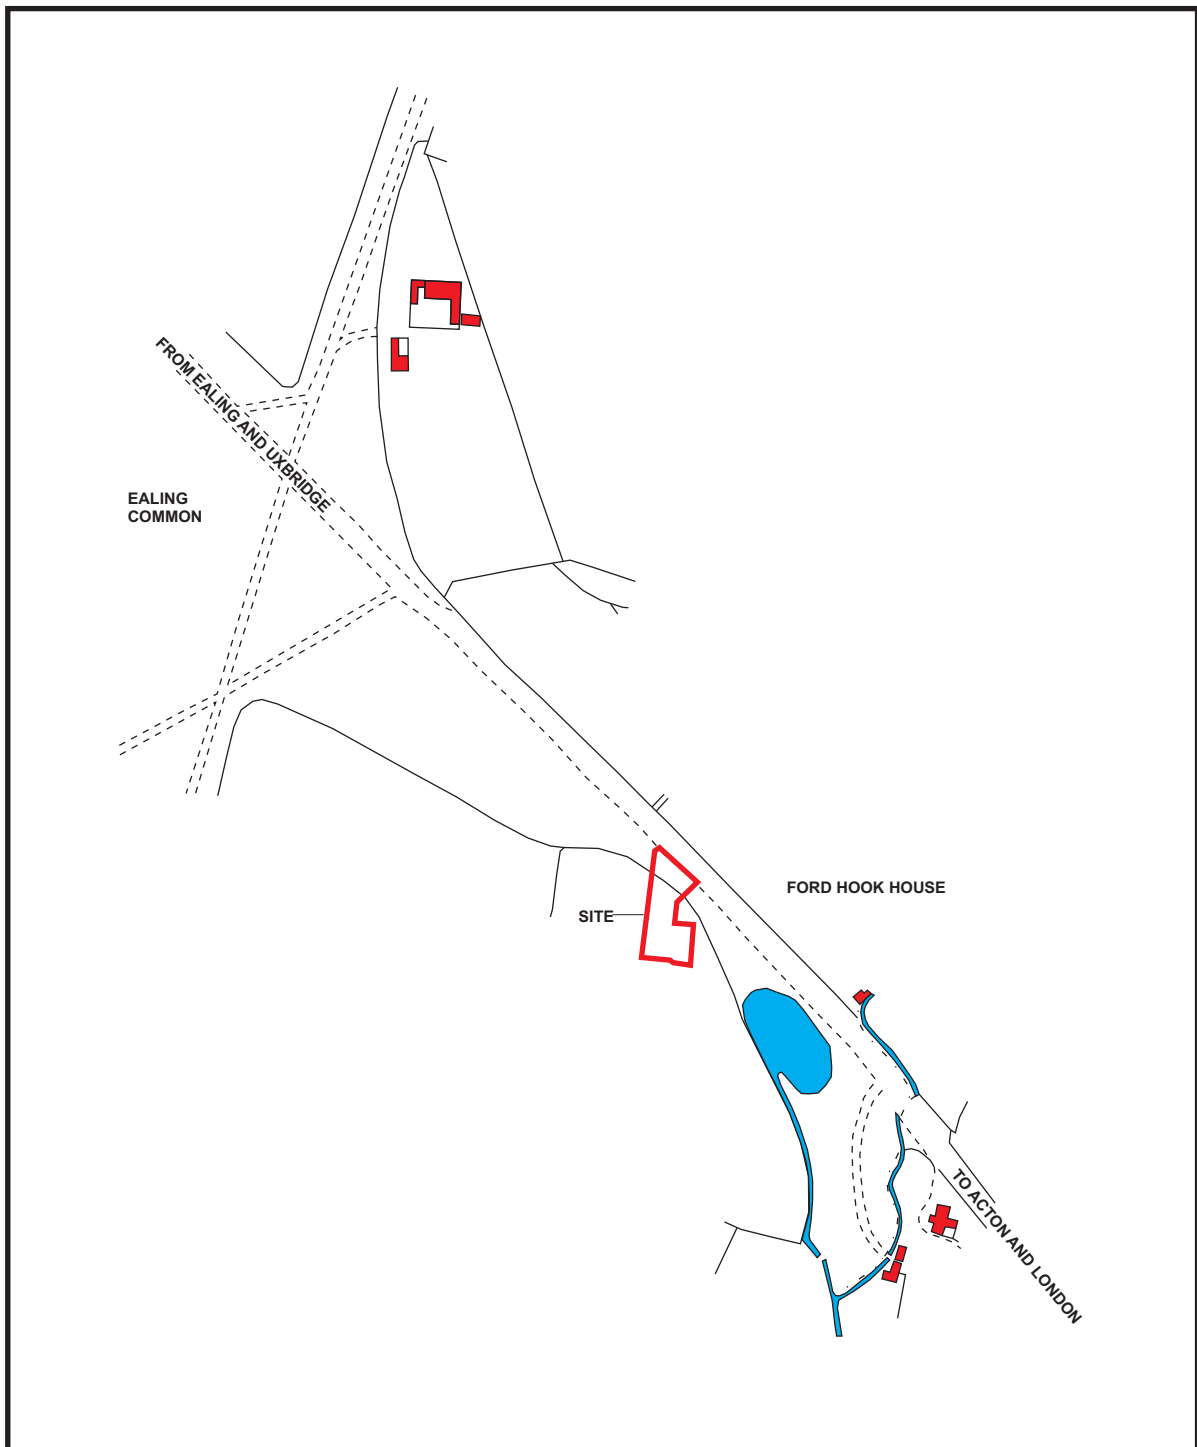 FROM EALING AND UXBRIDGE
EALING
COMMON
FORD HOOK HOUSE
SITE
TO ACTON AND LONDON